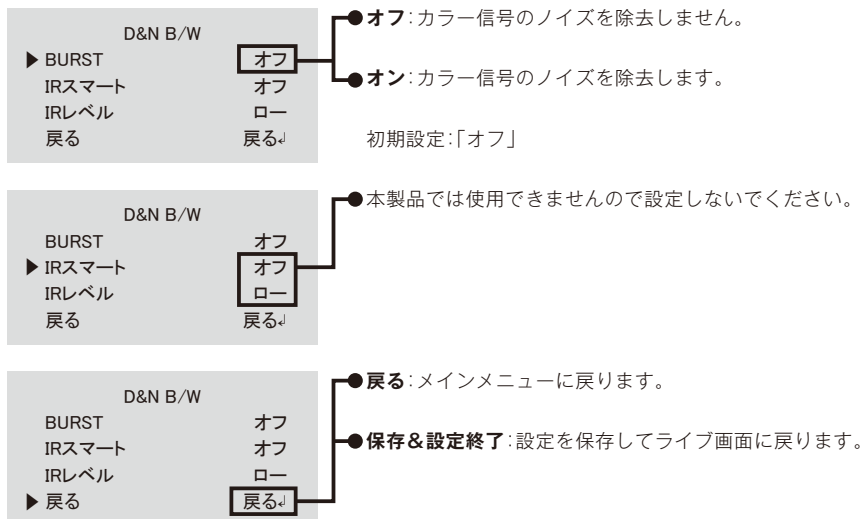 D&N B/W
▶ BURST オフ
IRスマート オフ
IRレベル ロー
戻る 戻る↲
●オフ:カラー信号のノイズを除去しません。
●オン:カラー信号のノイズを除去します。
初期設定:「オフ」
D&N B/W
BURST オフ
▶ IRスマート オフ
IRレベル ロー
戻る 戻る↲
●本製品では使用できませんので設定しないでください。
D&N B/W
BURST オフ
IRスマート オフ
IRレベル ロー
▶ 戻る 戻る↲
●戻る:メインメニューに戻ります。
●保存&設定終了:設定を保存してライブ画面に戻ります。